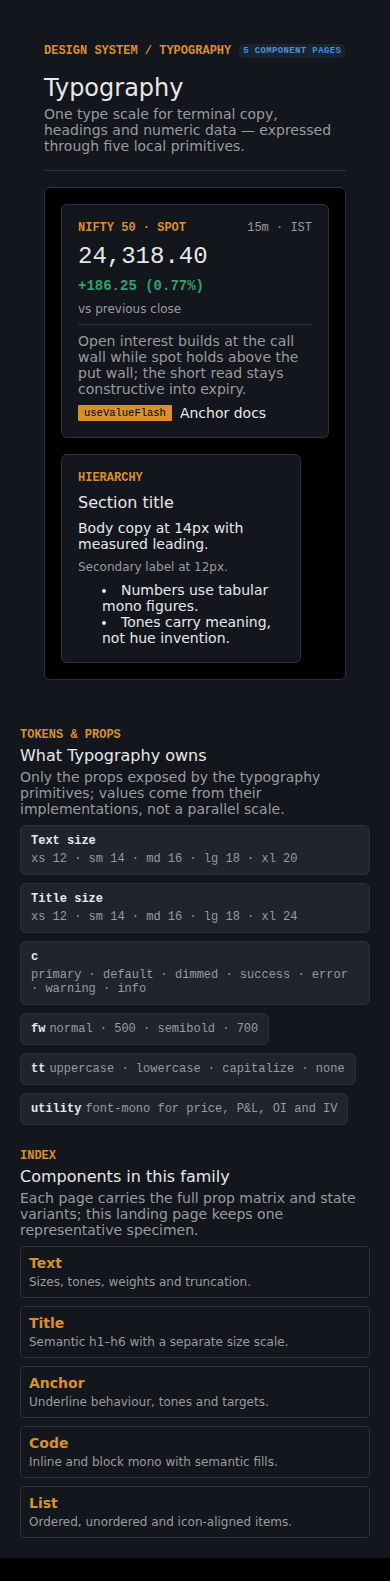 DESIGN SYSTEM / TYPOGRAPHY 5 COMPONENT PAGES
Typography
One type scale for terminal copy,
headings and numeric data — expressed
through five local primitives.
NIFTY 50 · SPOT 15m · IST
24,318.40
+186.25 (0.77%)
vs previous close
Open interest builds at the call
wall while spot holds above the
put wall; the short read stays
constructive into expiry.
useValueFlash Anchor docs
HIERARCHY
Section title
Body copy at 14px with
measured leading.
Secondary label at 12px.
• Numbers use tabular
mono figures.
• Tones carry meaning,
not hue invention.
TOKENS & PROPS
What Typography owns
Only the props exposed by the typography
primitives; values come from their
implementations, not a parallel scale.
Text size
xs 12 · sm 14 · md 16 · lg 18 · xl 20
Title size
xs 12 · sm 14 · md 16 · lg 18 · xl 24
c
primary · default · dimmed · success · error
· warning · info
fw normal · 500 · semibold · 700
tt uppercase · lowercase · capitalize · none
utility font-mono for price, P&L, OI and IV
INDEX
Components in this family
Each page carries the full prop matrix and state
variants; this landing page keeps one
representative specimen.
Text
Sizes, tones, weights and truncation.
Title
Semantic h1–h6 with a separate size scale.
Anchor
Underline behaviour, tones and targets.
Code
Inline and block mono with semantic fills.
List
Ordered, unordered and icon-aligned items.